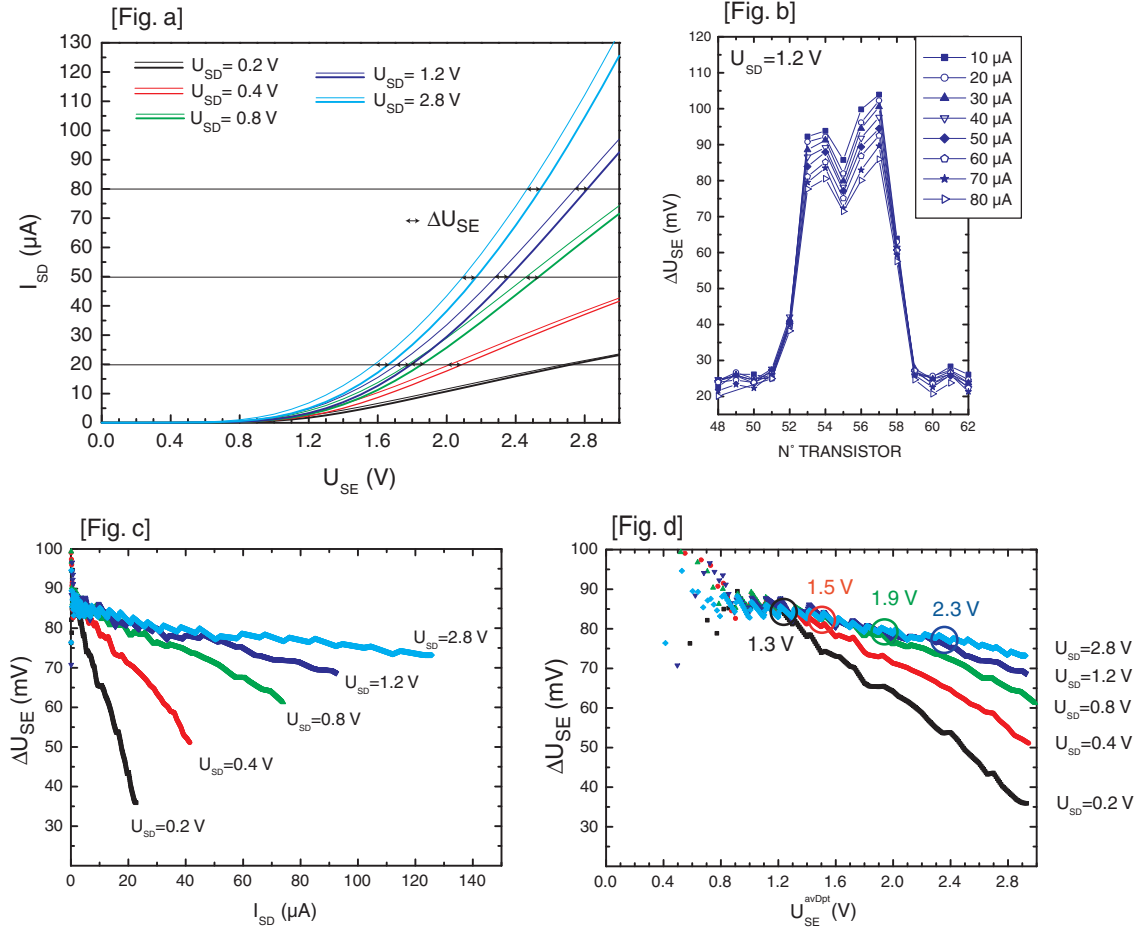 [Fig. a]
130
120
110
100
90
80
70
60
50
40
30
20
10
0
I_SD (µA)
U_SD= 0.2 V
U_SD= 0.4 V
U_SD= 0.8 V
U_SD= 1.2 V
U_SD= 2.8 V
↔ ΔU_SE
0.0 0.4 0.8 1.2 1.6 2.0 2.4 2.8
U_SE (V)
[Fig. b]
120
110
100
90
80
70
60
50
40
30
20
ΔU_SE (mV)
U_SD=1.2 V
10 µA
20 µA
30 µA
40 µA
50 µA
60 µA
70 µA
80 µA
48 50 52 54 56 58 60 62
N° TRANSISTOR
[Fig. c]
100
90
80
70
60
50
40
30
ΔU_SE (mV)
U_SD=2.8 V
U_SD=1.2 V
U_SD=0.8 V
U_SD=0.4 V
U_SD=0.2 V
0 20 40 60 80 100 120 140
I_SD (µA)
[Fig. d]
100
90
80
70
60
50
40
30
ΔU_SE (mV)
1.3 V
1.5 V
1.9 V
2.3 V
U_SD=2.8 V
U_SD=1.2 V
U_SD=0.8 V
U_SD=0.4 V
U_SD=0.2 V
0.0 0.4 0.8 1.2 1.6 2.0 2.4 2.8
U_SE^avDpt (V)